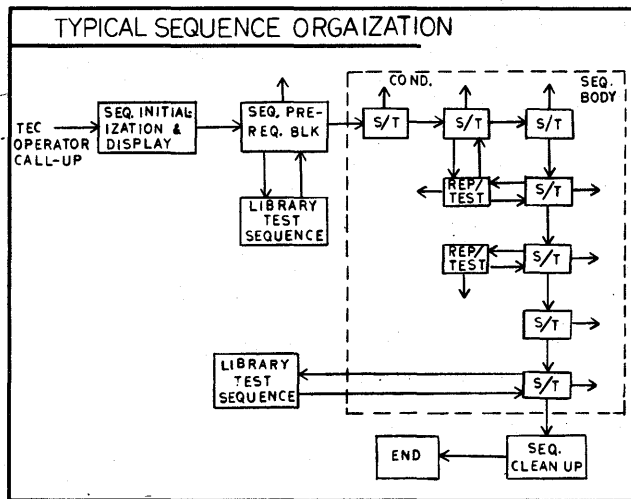 TYPICAL SEQUENCE ORGAIZATION
TEC
OPERATOR
CALL-UP
SEQ. INITIAL-
IZATION &
DISPLAY
SEQ. PRE-
REQ. BLK
LIBRARY
TEST
SEQUENCE
COND.
SEQ.
BODY
S/T
S/T
S/T
REP/
TEST
S/T
REP/
TEST
S/T
S/T
LIBRARY
TEST
SEQUENCE
S/T
END
SEQ.
CLEAN UP